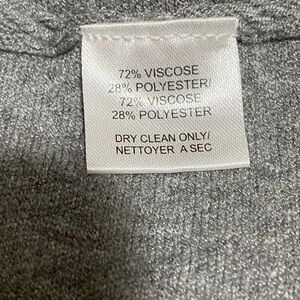 72% VISCOSE
28% POLYESTER/
72% VISCOSE
28% POLYESTER
DRY CLEAN ONLY/
NETTOYER A SEC